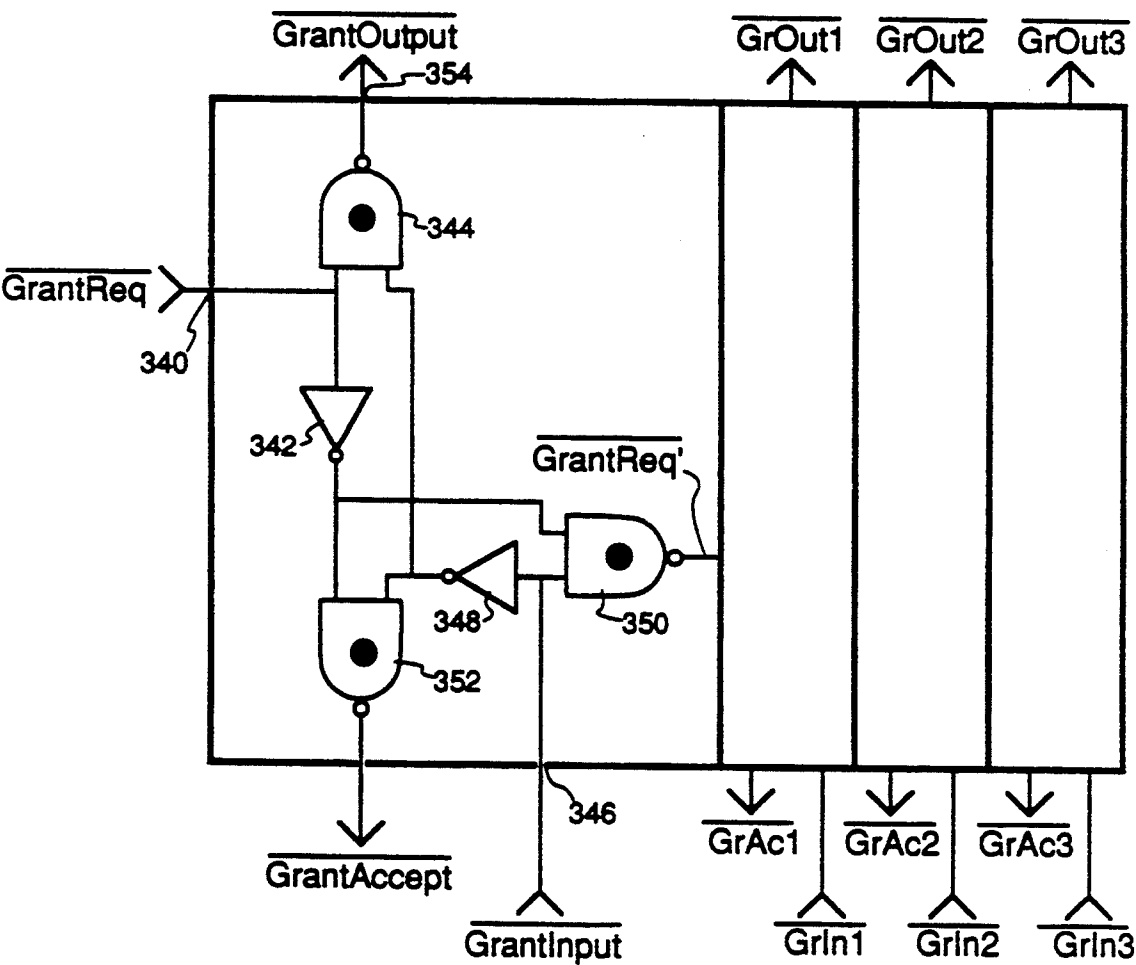 GrantOutput GrOut1 GrOut2 GrOut3
354
344
GrantReq
340
342
GrantReq'
348 350
352
346
GrAc1 GrAc2 GrAc3
GrantAccept
GrantInput GrIn1 GrIn2 GrIn3